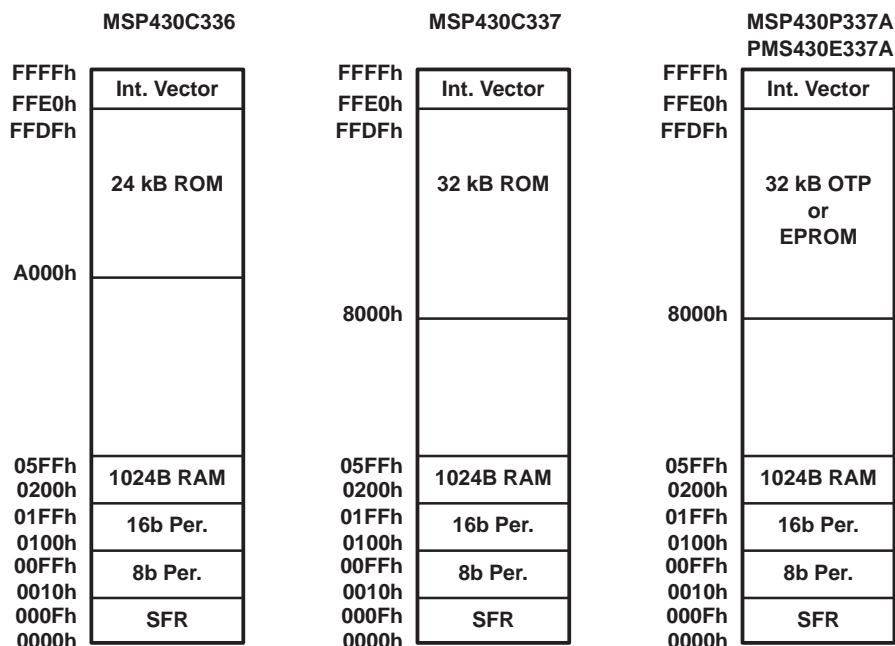 MSP430C336
FFFFh
Int. Vector
FFE0h
FFDFh
24 kB ROM
A000h
05FFh
1024B RAM
0200h
01FFh
16b Per.
0100h
00FFh
8b Per.
0010h
000Fh
SFR
0000h
MSP430C337
FFFFh
Int. Vector
FFE0h
FFDFh
32 kB ROM
8000h
05FFh
1024B RAM
0200h
01FFh
16b Per.
0100h
00FFh
8b Per.
0010h
000Fh
SFR
0000h
MSP430P337A
PMS430E337A
FFFFh
Int. Vector
FFE0h
FFDFh
32 kB OTP
or
EPROM
8000h
05FFh
1024B RAM
0200h
01FFh
16b Per.
0100h
00FFh
8b Per.
0010h
000Fh
SFR
0000h